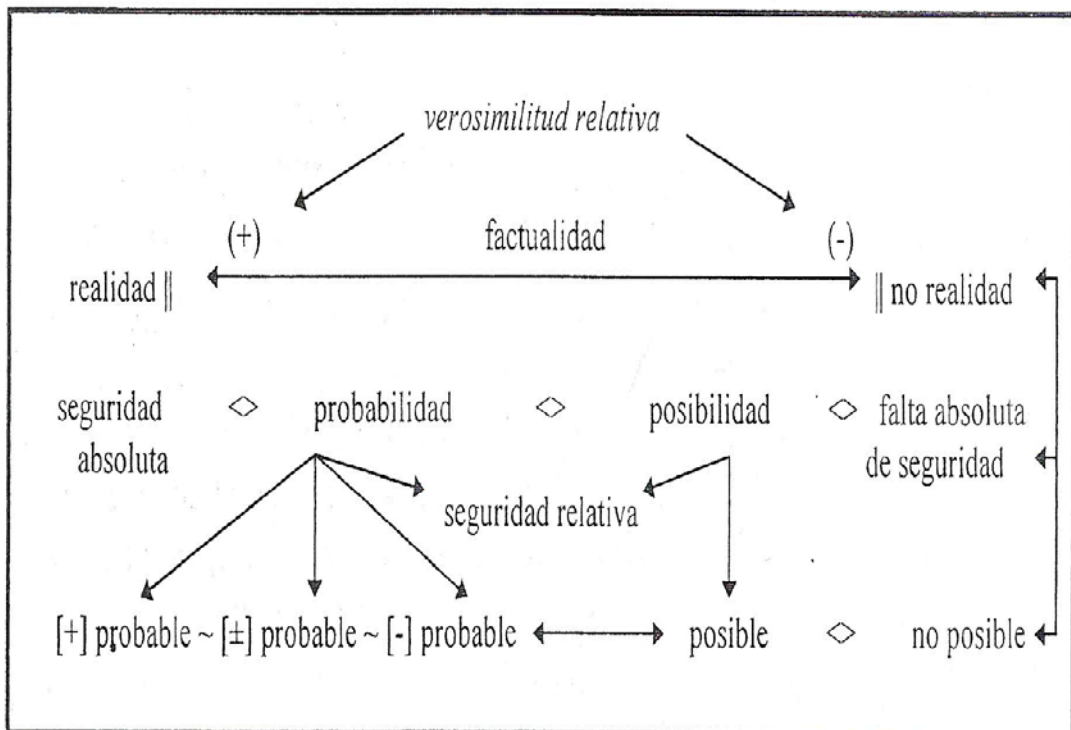 verosimilitud relativa
(+) factualidad (-)
realidad || || no realidad
seguridad ◇ probabilidad ◇ posibilidad ◇ falta absoluta
absoluta de seguridad
seguridad relativa
[+] probable ~ [±] probable ~ [-] probable posible ◇ no posible